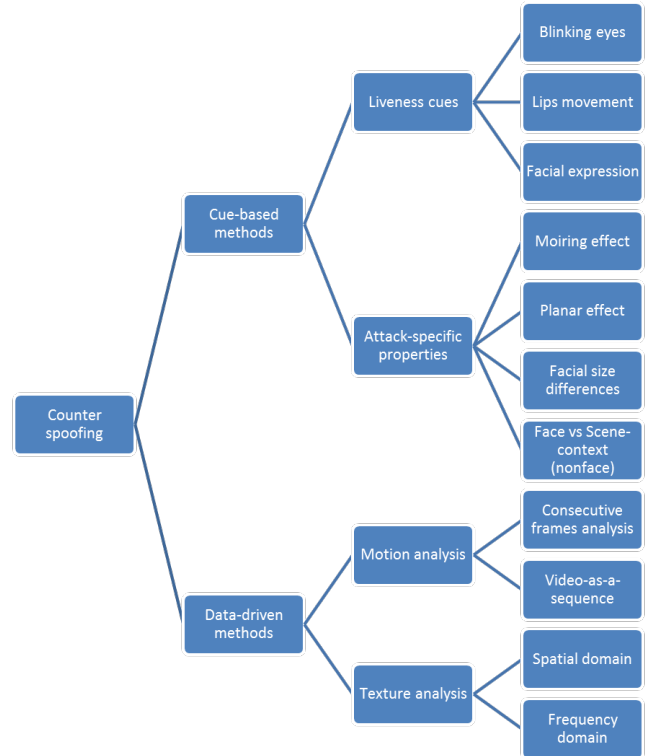 Blinking eyes
Liveness cues
Lips movement
Facial expression
Cue-based
methods
Moiring effect
Planar effect
Attack-specific
properties
Facial size
differences
Counter
spoofing
Face vs Scene-
context
(nonface)
Consecutive
frames analysis
Motion analysis
Video-as-a-
sequence
Data-driven
methods
Spatial domain
Texture analysis
Frequency
domain